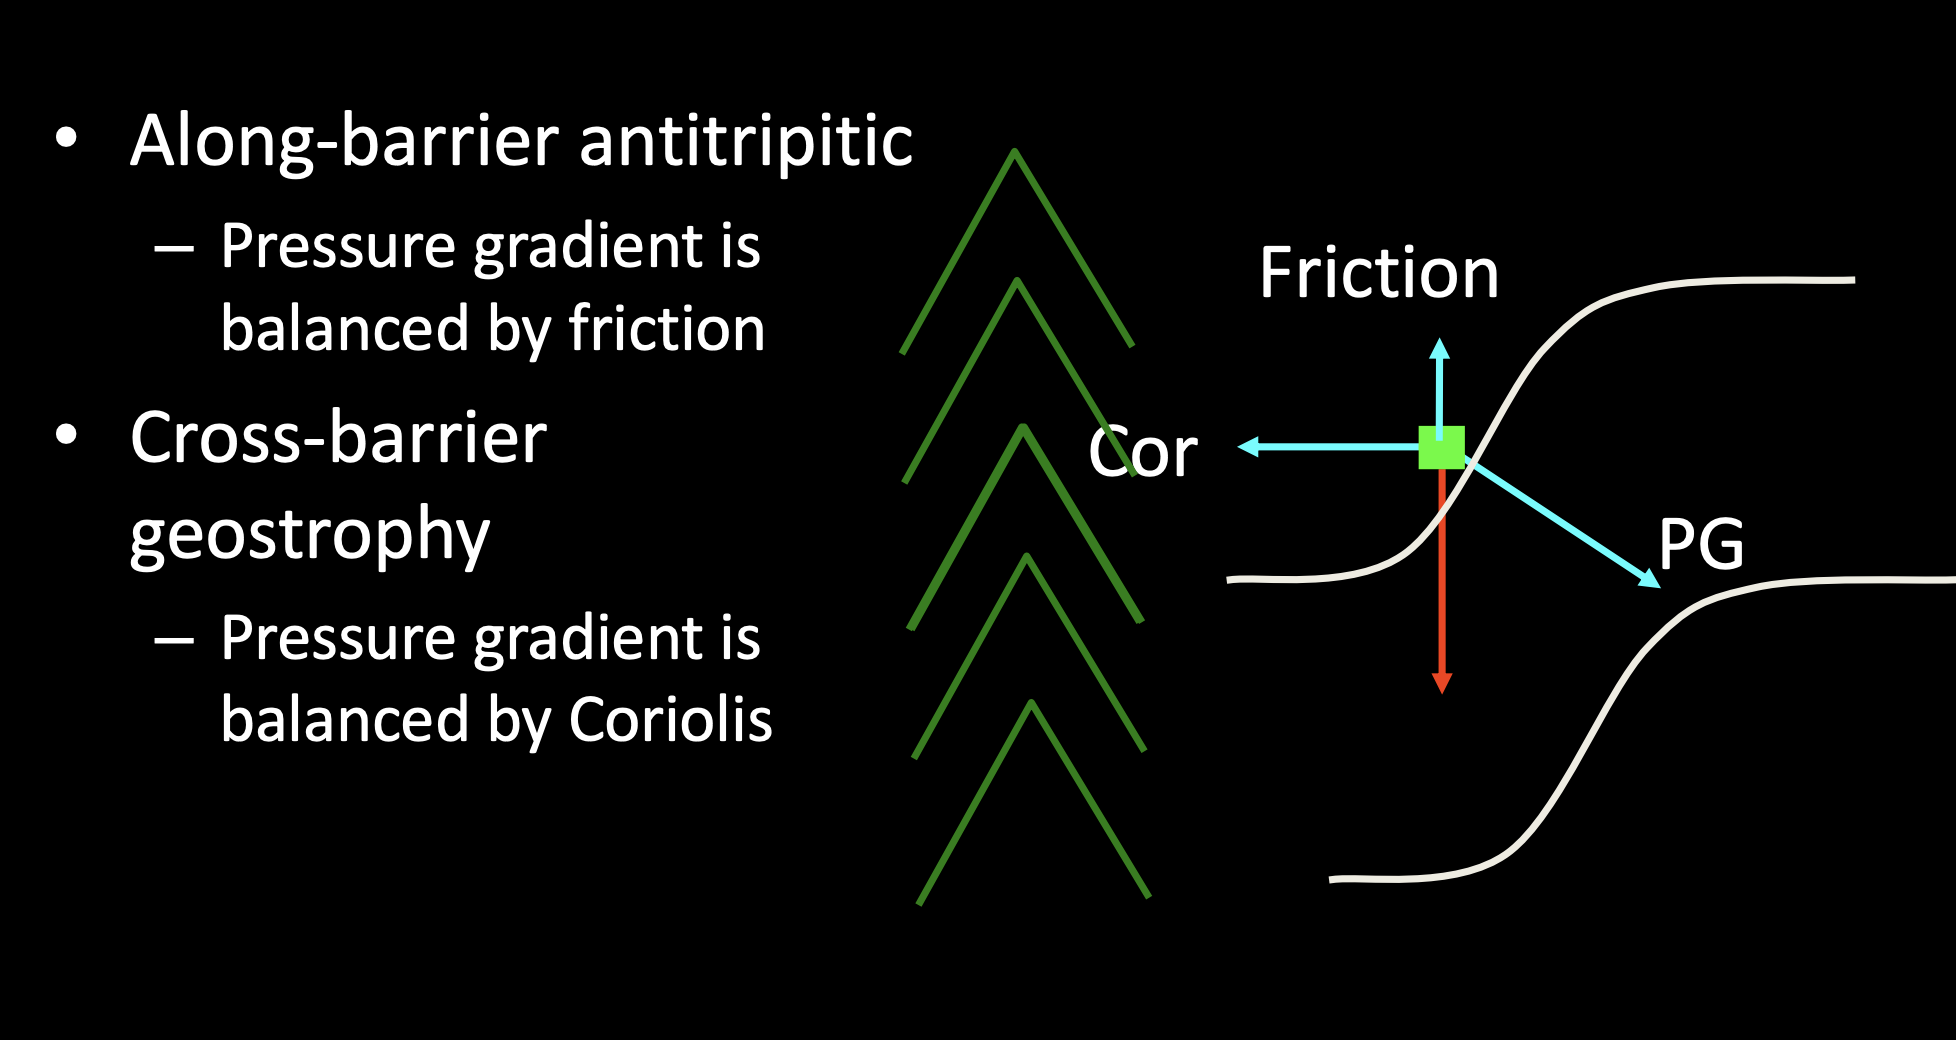 • Along-barrier antitripitic
– Pressure gradient is
balanced by friction
• Cross-barrier
geostrophy
– Pressure gradient is
balanced by Coriolis
Friction
Cor
PG